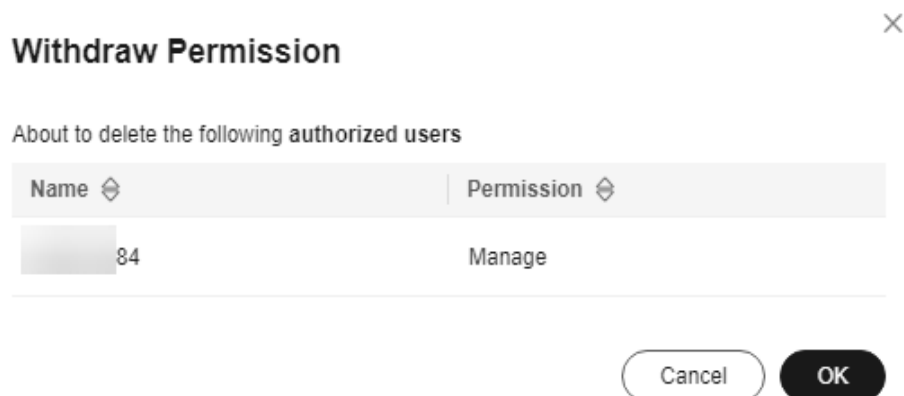 Withdraw Permission
About to delete the following authorized users
Name Permission
84 Manage
Cancel OK